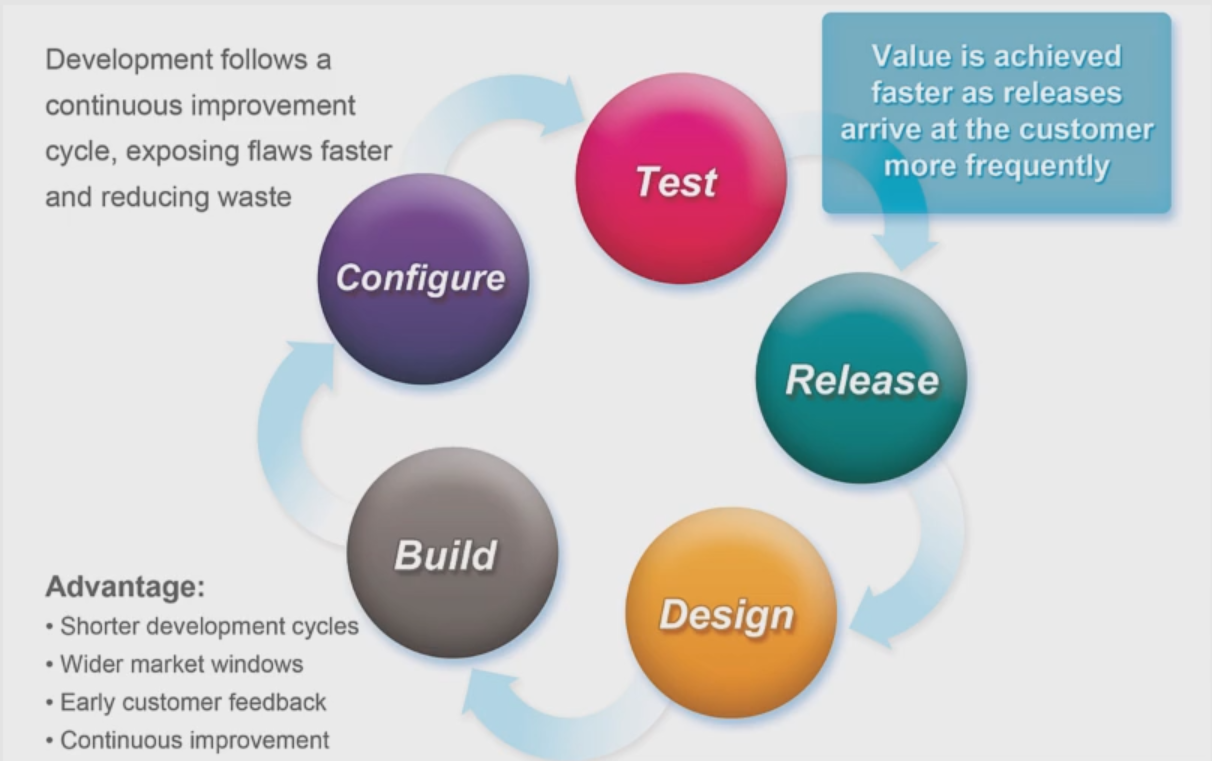 Development follows a
continuous improvement
cycle, exposing flaws faster
and reducing waste
Value is achieved
faster as releases
arrive at the customer
more frequently
Test
Configure
Release
Build
Design
Advantage:
• Shorter development cycles
• Wider market windows
• Early customer feedback
• Continuous improvement